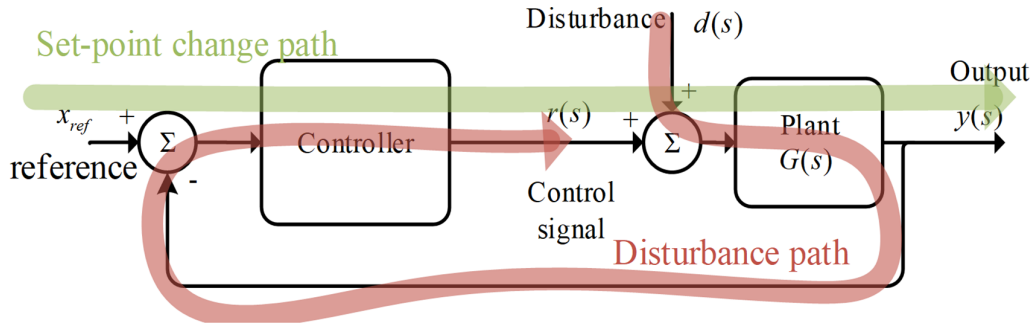 Disturbance
d(s)
Set-point change path
Output
x_ref
+
Σ
-
reference
Controller
r(s)
+
+
Σ
Plant
G(s)
y(s)
Control
signal
Disturbance path